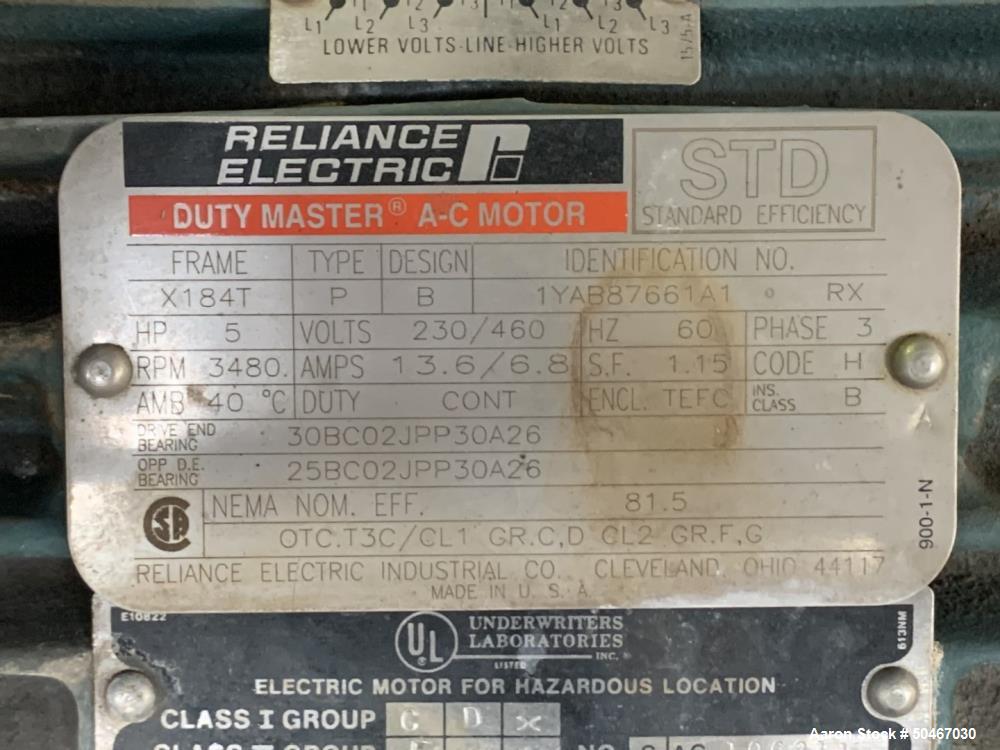 L1 L2 L3 L1 L2 L3
LOWER VOLTS-LINE-HIGHER VOLTS
RELIANCE
ELECTRIC
DUTY MASTER® A-C MOTOR
STD
STANDARD EFFICIENCY
FRAME TYPE DESIGN IDENTIFICATION NO.
X184T P B 1YAB87661A1 RX
HP 5 VOLTS 230/460 HZ 60 PHASE 3
RPM 3480. AMPS 13.6/6.8 S.F. 1.15 CODE H
AMB 40 °C DUTY CONT ENCL. TEFC INS. CLASS B
DRIVE END BEARING 30BC02JPP30A26
OPP D.E. BEARING 25BC02JPP30A26
SA NEMA NOM. EFF. 81.5
OTC.T3C/CL1 GR.C,D CL2 GR.F,G
RELIANCE ELECTRIC INDUSTRIAL CO. CLEVELAND, OHIO 44117
MADE IN U. S. A.
A
900-1-N
E10822
613NM
UL
LISTED
UNDERWRITERS
LABORATORIES
INC.
ELECTRIC MOTOR FOR HAZARDOUS LOCATION
CLASS I GROUP C D X
Aaron Stock # 50467030